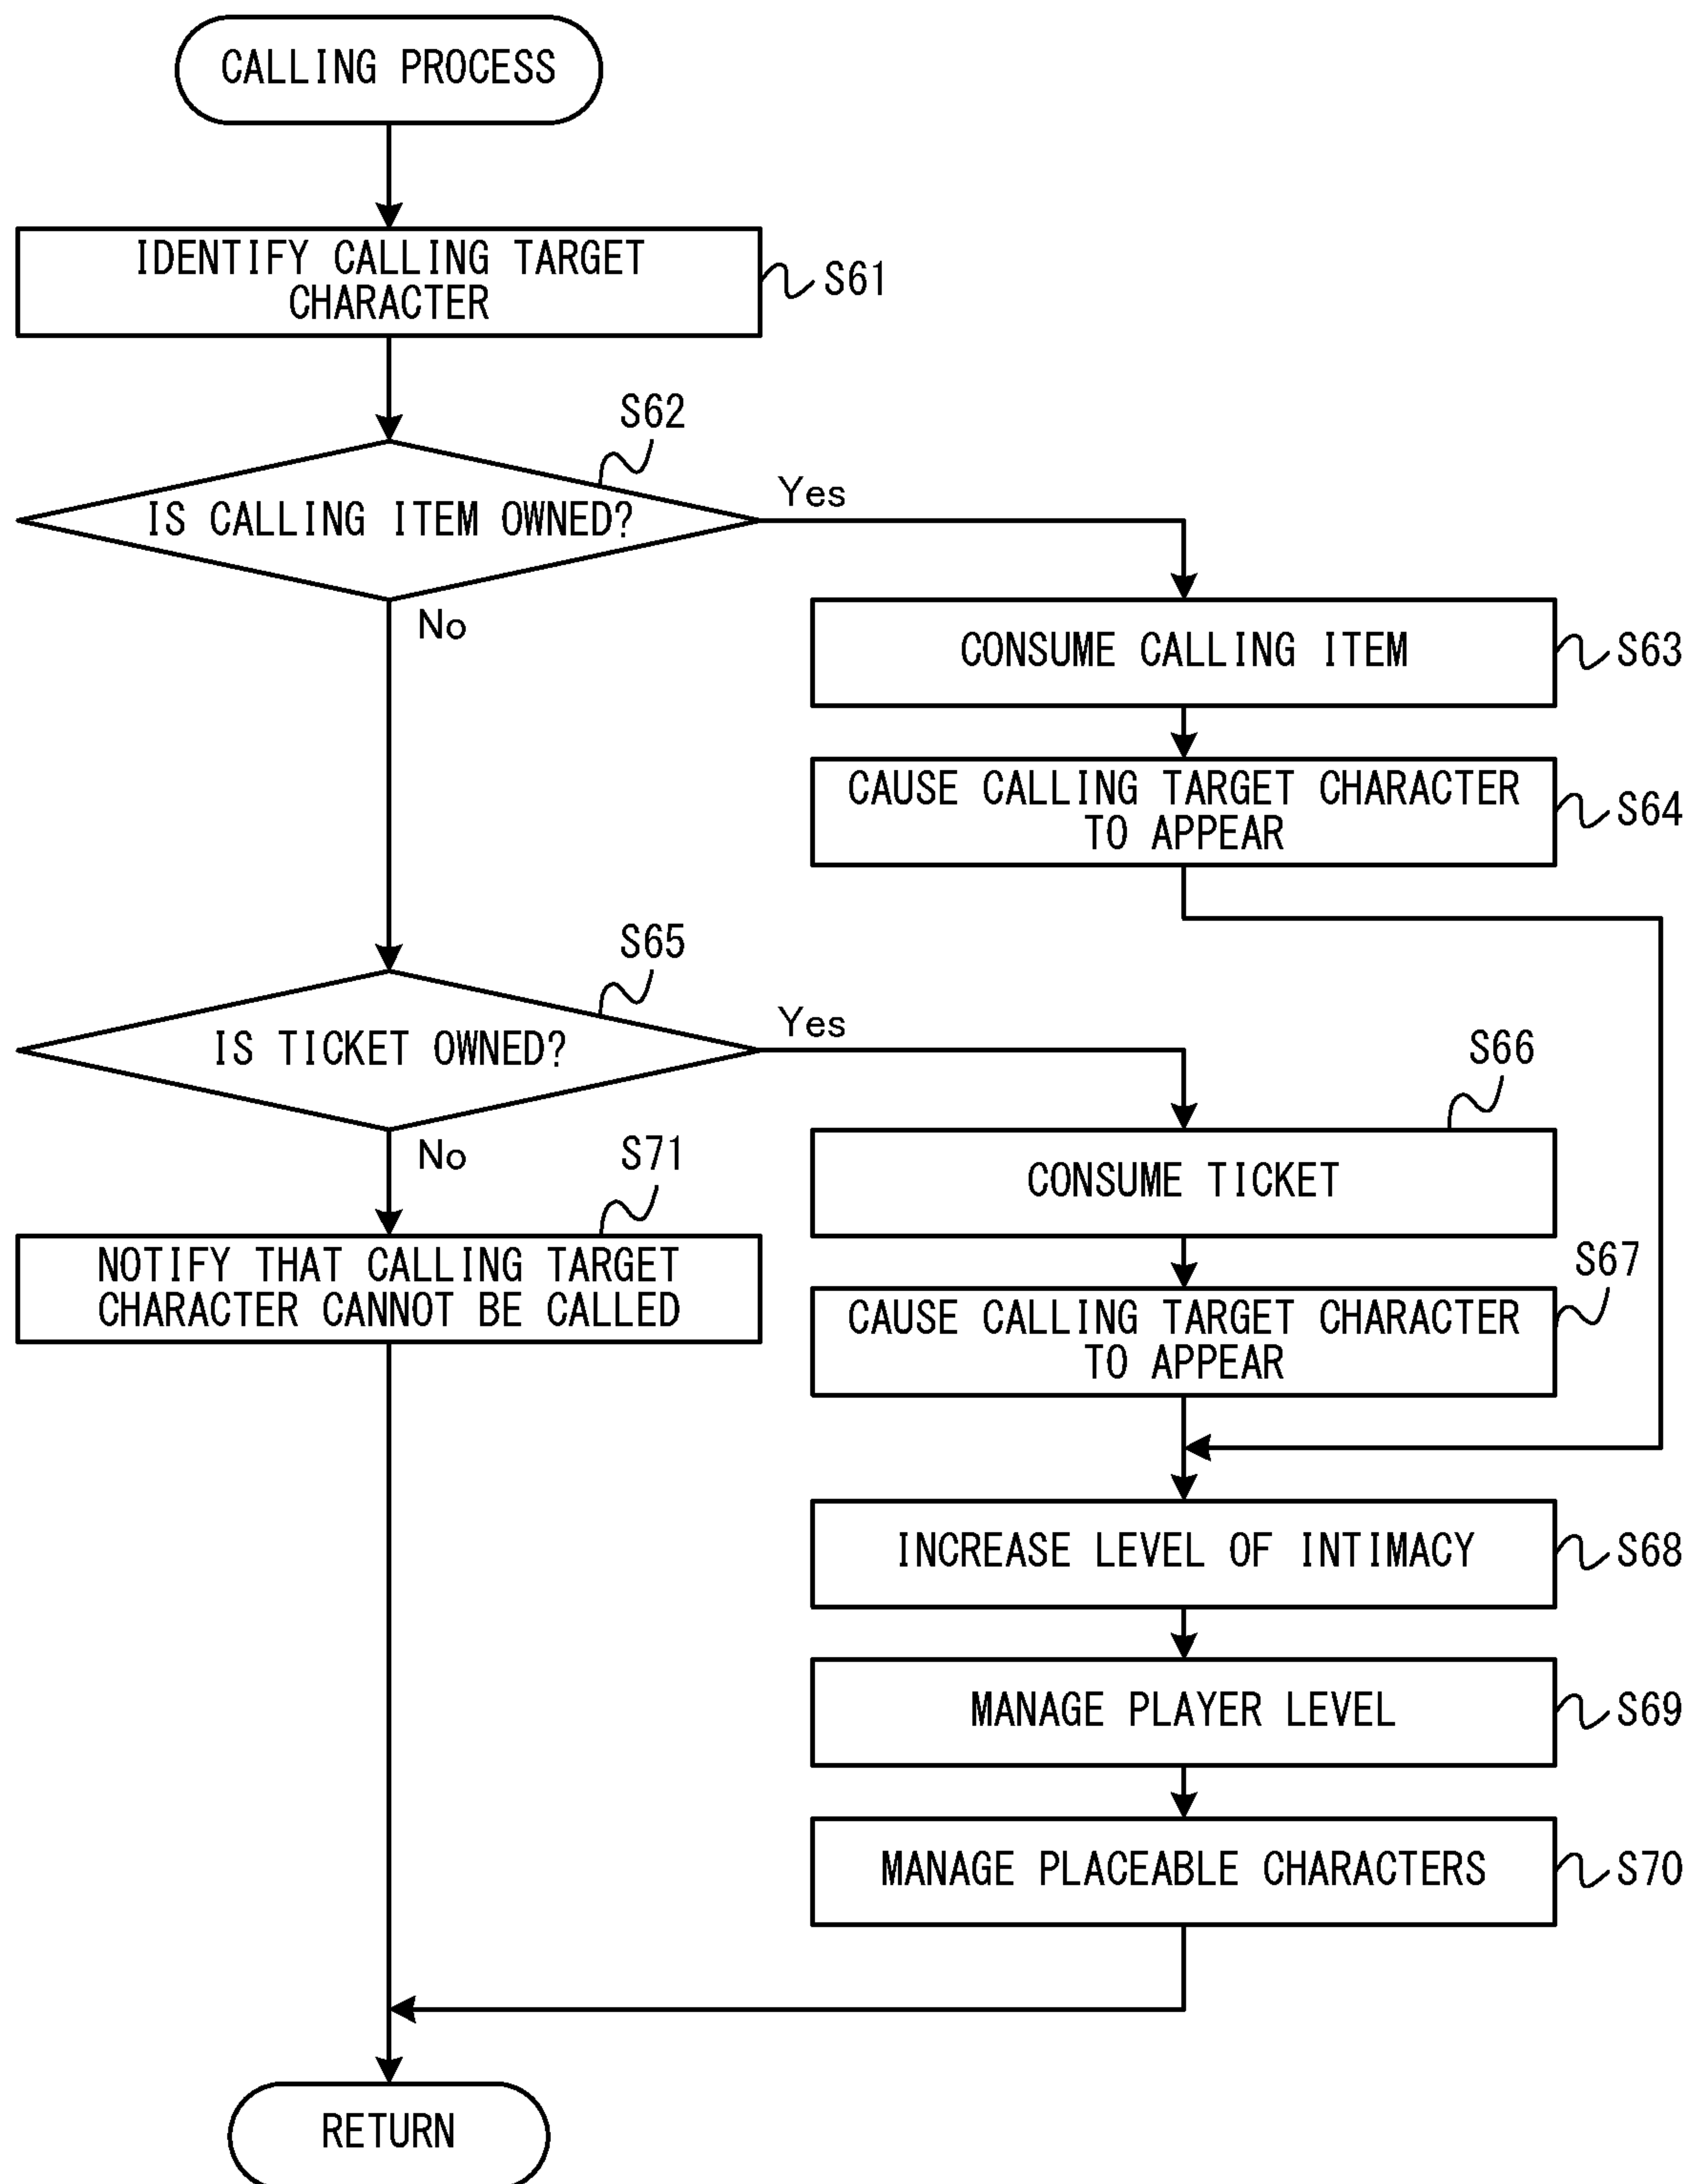 CALLING PROCESS
IDENTIFY CALLING TARGET
CHARACTER
S61
S62
IS CALLING ITEM OWNED?
Yes
No
CONSUME CALLING ITEM
S63
CAUSE CALLING TARGET CHARACTER
TO APPEAR
S64
S65
IS TICKET OWNED?
Yes
No
S66
CONSUME TICKET
S71
NOTIFY THAT CALLING TARGET
CHARACTER CANNOT BE CALLED
S67
CAUSE CALLING TARGET CHARACTER
TO APPEAR
INCREASE LEVEL OF INTIMACY
S68
MANAGE PLAYER LEVEL
S69
MANAGE PLACEABLE CHARACTERS
S70
RETURN